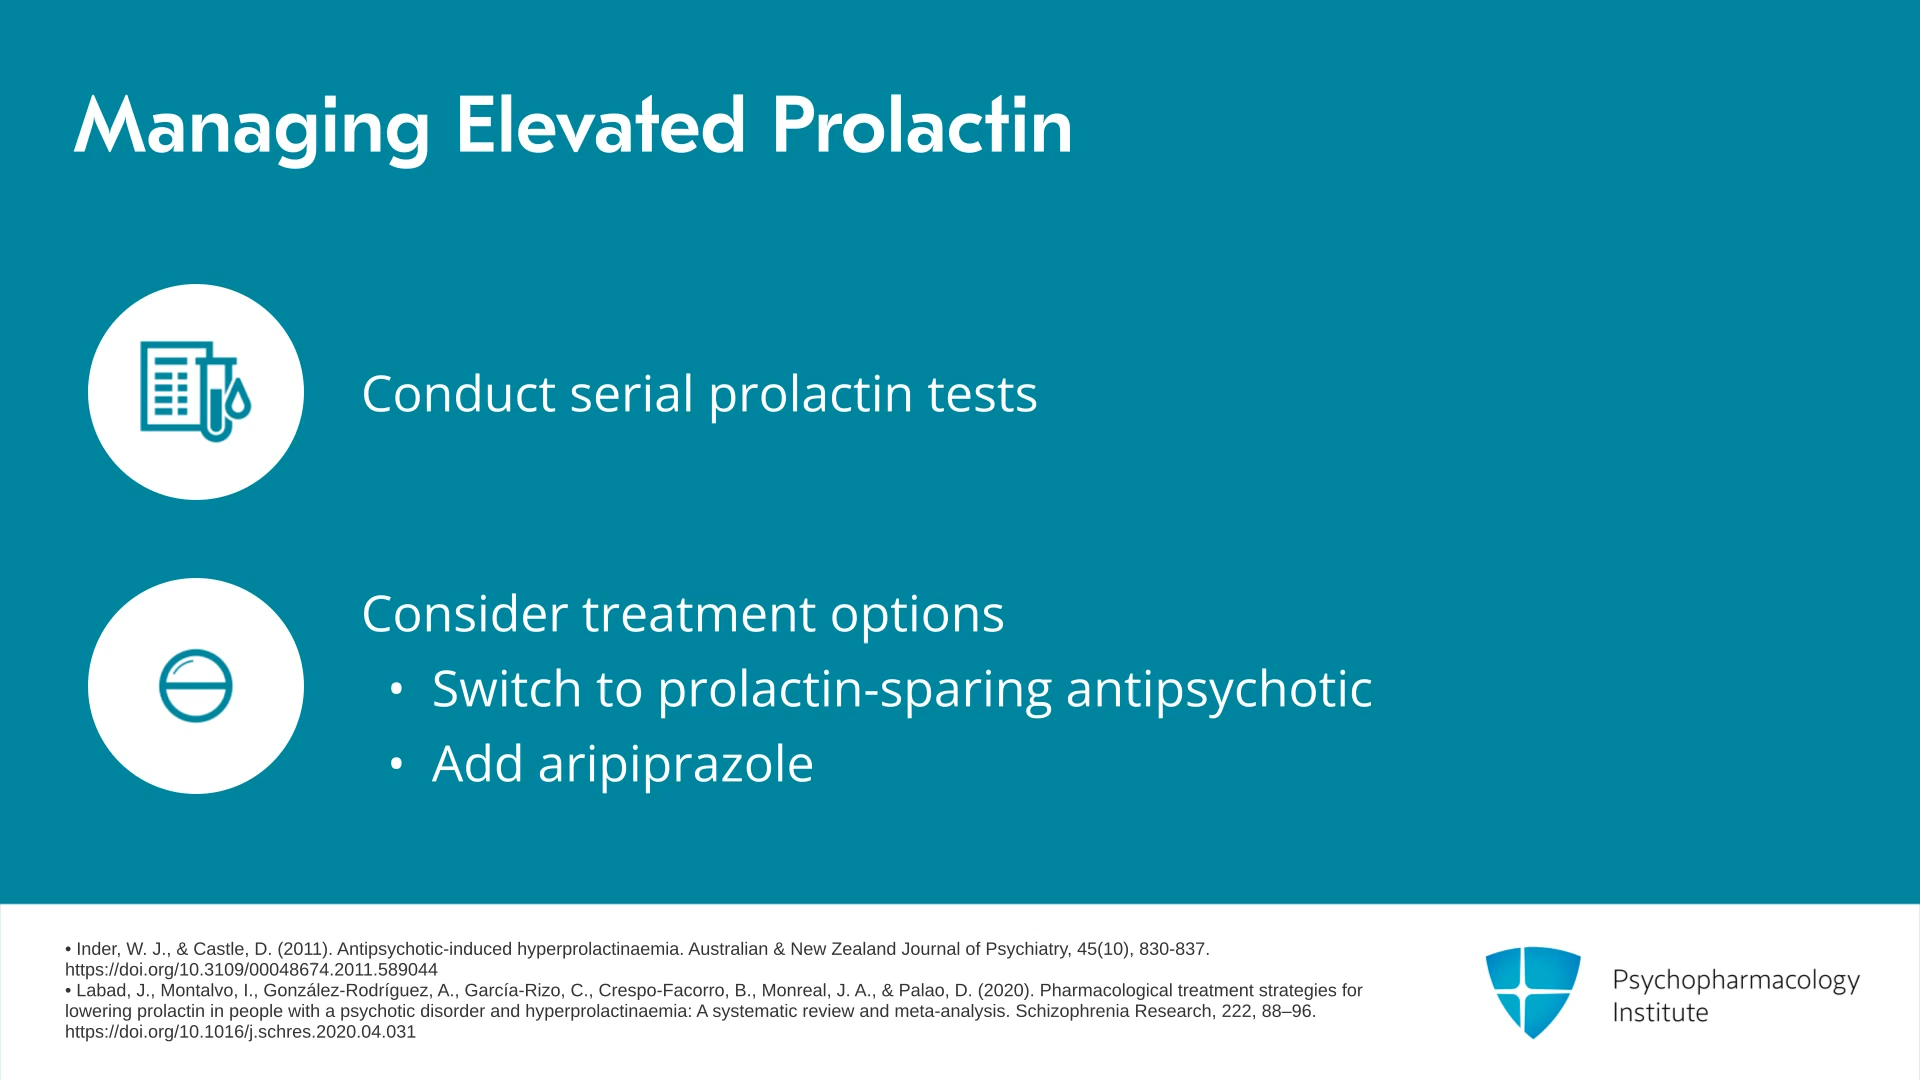 Managing Elevated Prolactin
Conduct serial prolactin tests
Consider treatment options
• Switch to prolactin-sparing antipsychotic
• Add aripiprazole
• Inder, W. J., & Castle, D. (2011). Antipsychotic-induced hyperprolactinaemia. Australian & New Zealand Journal of Psychiatry, 45(10), 830-837.
https://doi.org/10.3109/00048674.2011.589044
• Labad, J., Montalvo, I., González-Rodríguez, A., García-Rizo, C., Crespo-Facorro, B., Monreal, J. A., & Palao, D. (2020). Pharmacological treatment strategies for
lowering prolactin in people with a psychotic disorder and hyperprolactinaemia: A systematic review and meta-analysis. Schizophrenia Research, 222, 88–96.
https://doi.org/10.1016/j.schres.2020.04.031
Psychopharmacology
Institute